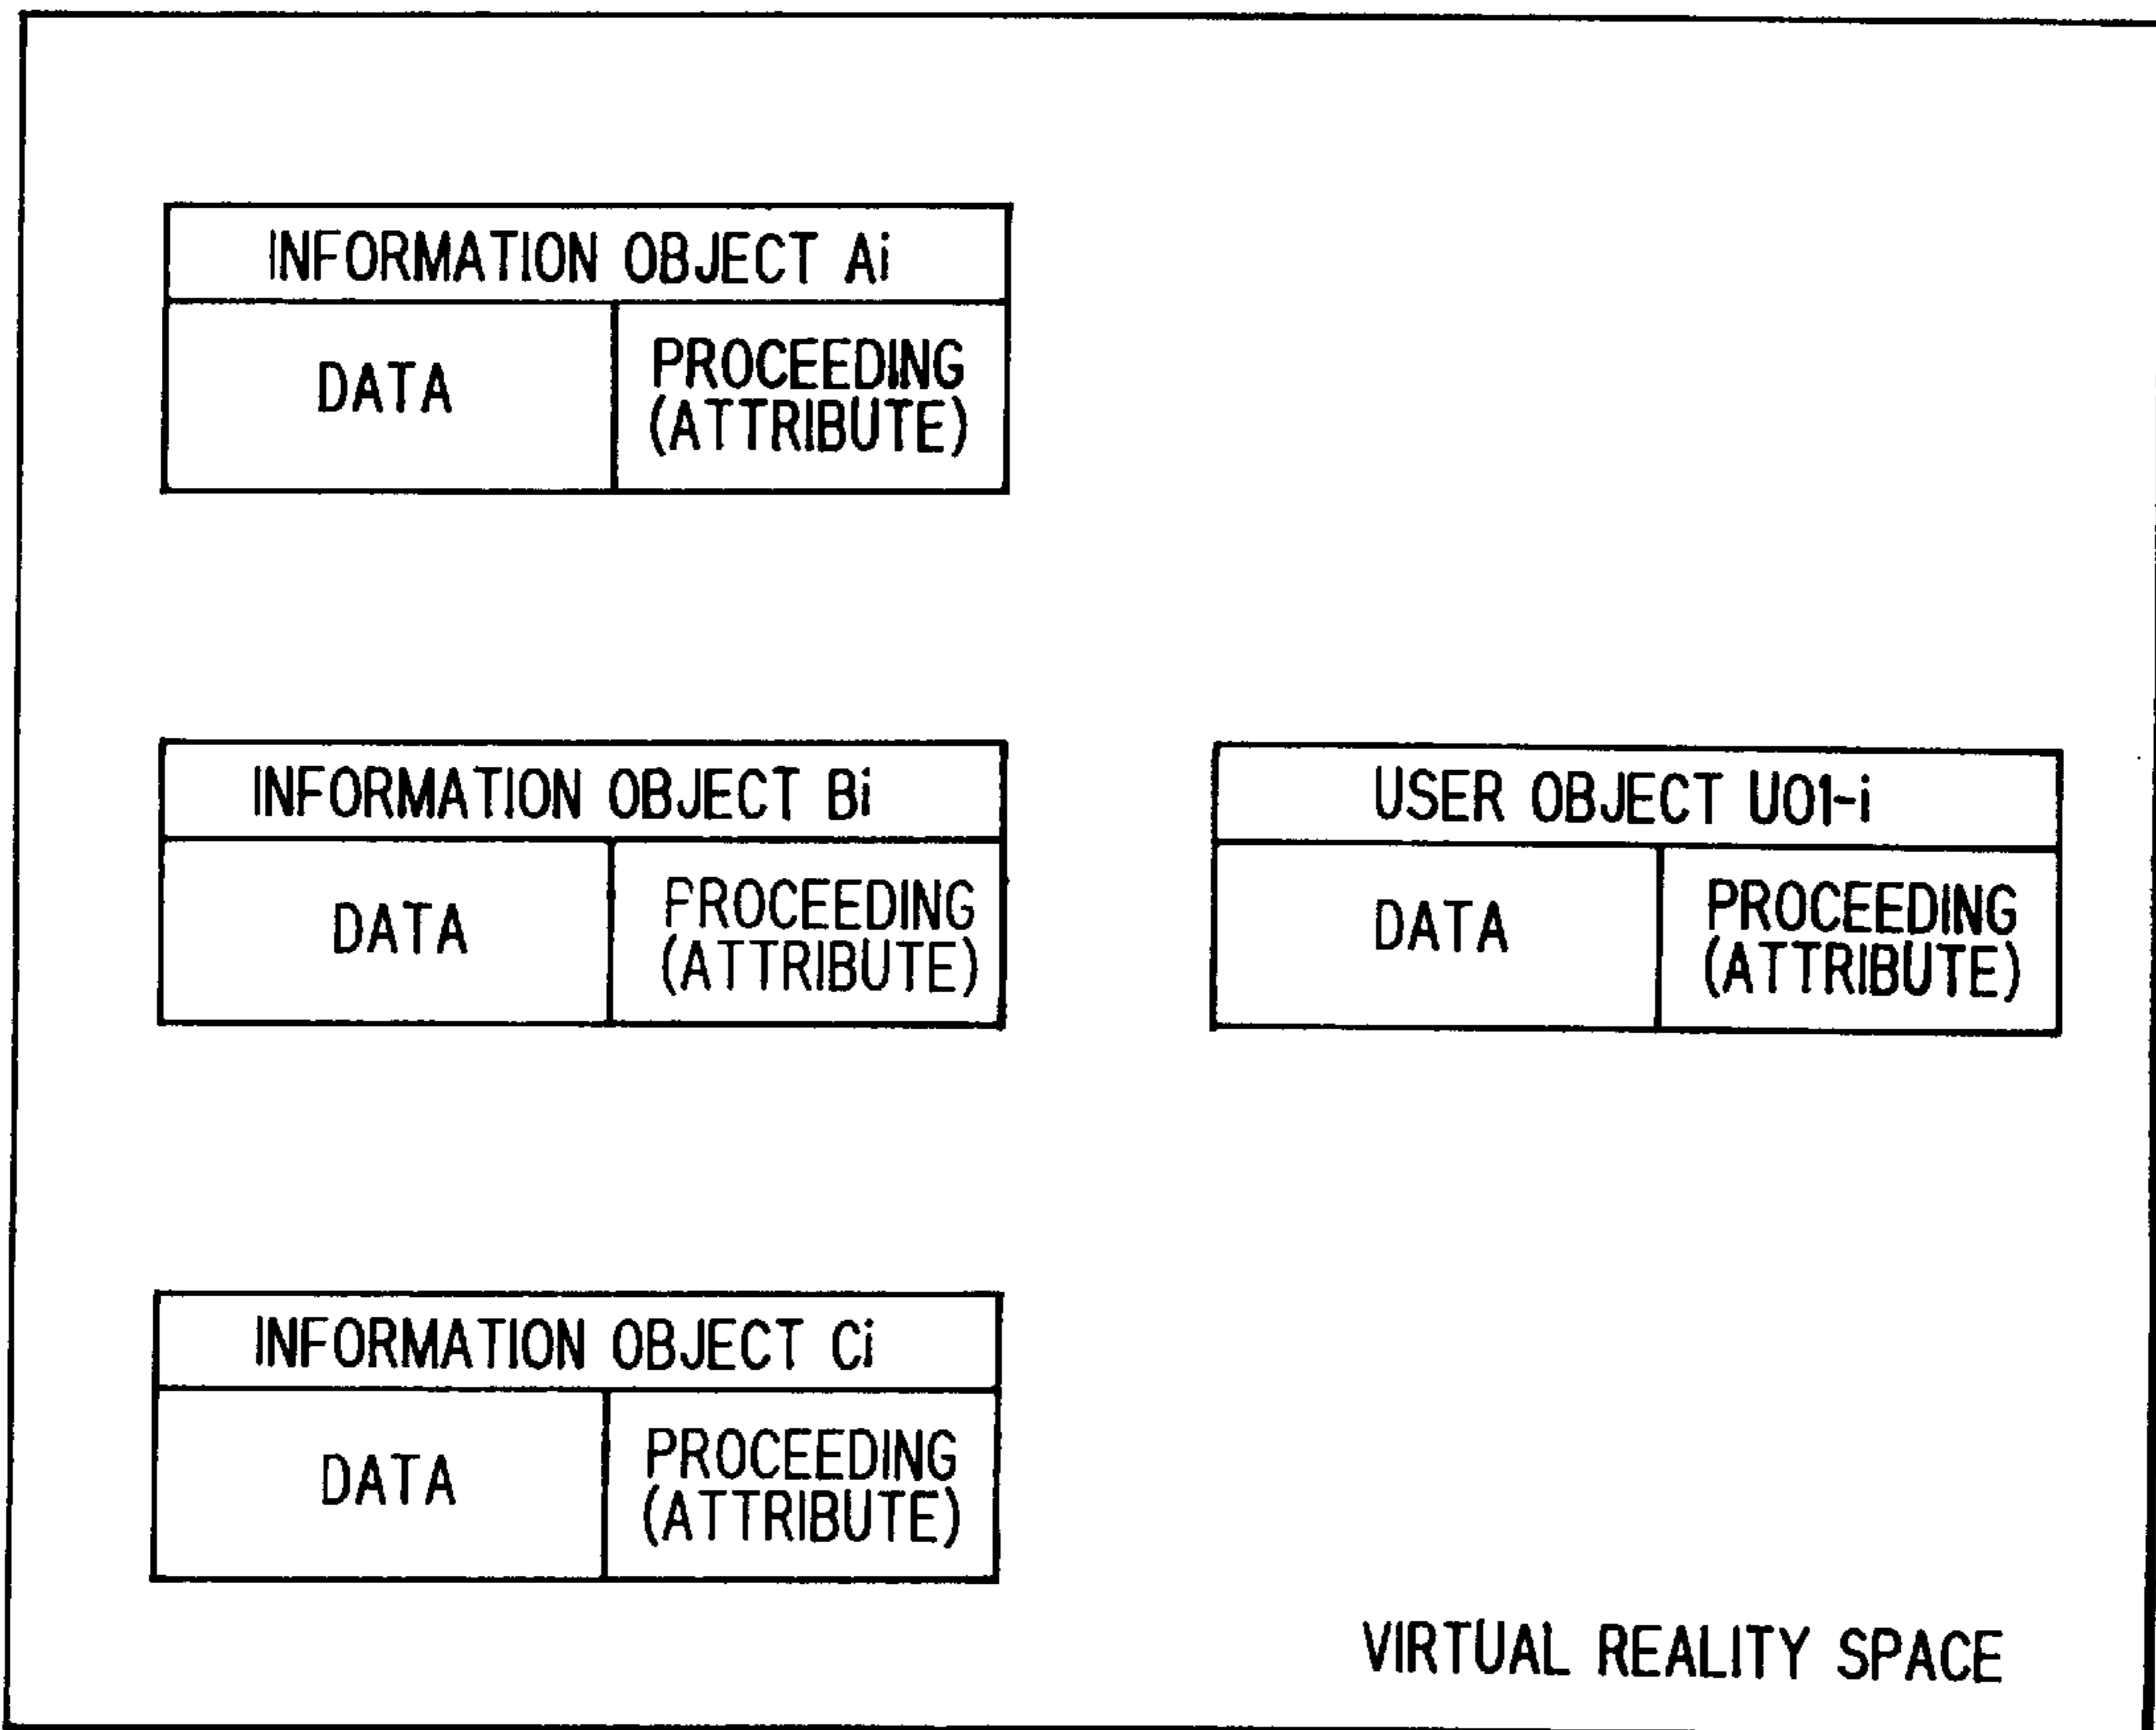 INFORMATION OBJECT Ai
DATA
PROCEEDING
(ATTRIBUTE)
INFORMATION OBJECT Bi
DATA
PROCEEDING
(ATTRIBUTE)
USER OBJECT UO1-i
DATA
PROCEEDING
(ATTRIBUTE)
INFORMATION OBJECT Ci
DATA
PROCEEDING
(ATTRIBUTE)
VIRTUAL REALITY SPACE